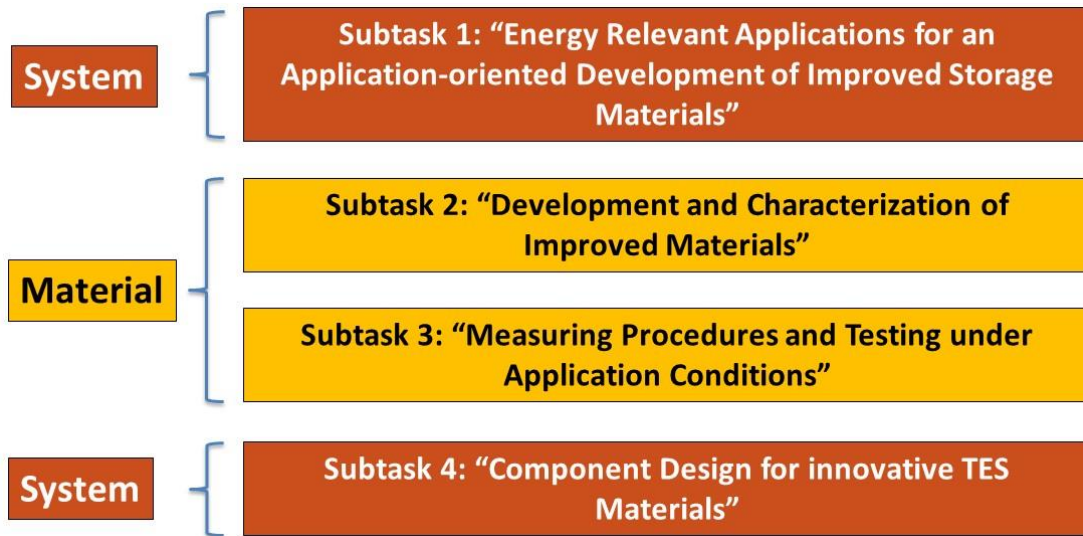 System
Subtask 1: “Energy Relevant Applications for an
Application-oriented Development of Improved Storage
Materials”
Material
Subtask 2: “Development and Characterization of
Improved Materials”
Subtask 3: “Measuring Procedures and Testing under
Application Conditions”
System
Subtask 4: “Component Design for innovative TES
Materials”